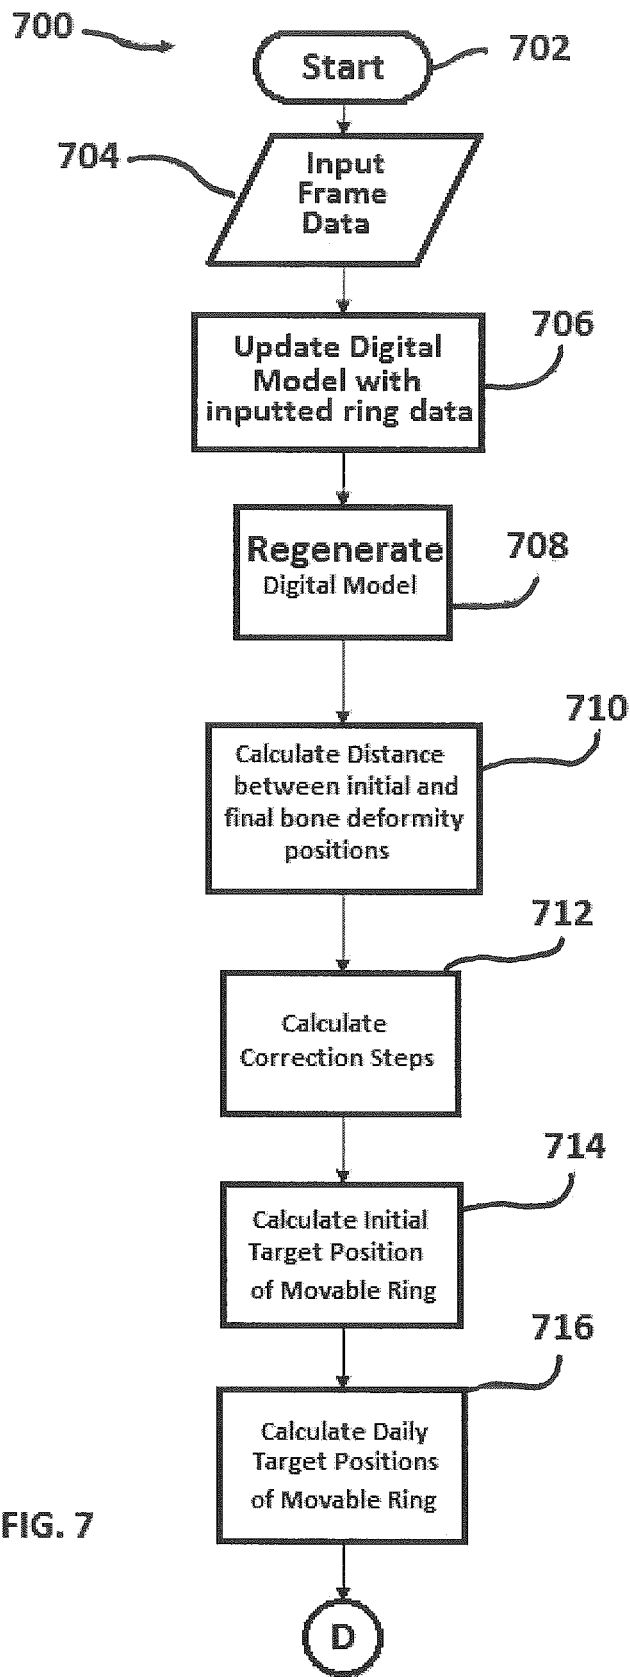 700
Start
702
704
Input
Frame
Data
706
Update Digital
Model with
inputted ring data
Regenerate
Digital Model
708
710
Calculate Distance
between initial and
final bone deformity
positions
712
Calculate
Correction Steps
714
Calculate Initial
Target Position
of Movable Ring
716
Calculate Daily
Target Positions
of Movable Ring
FIG. 7
D